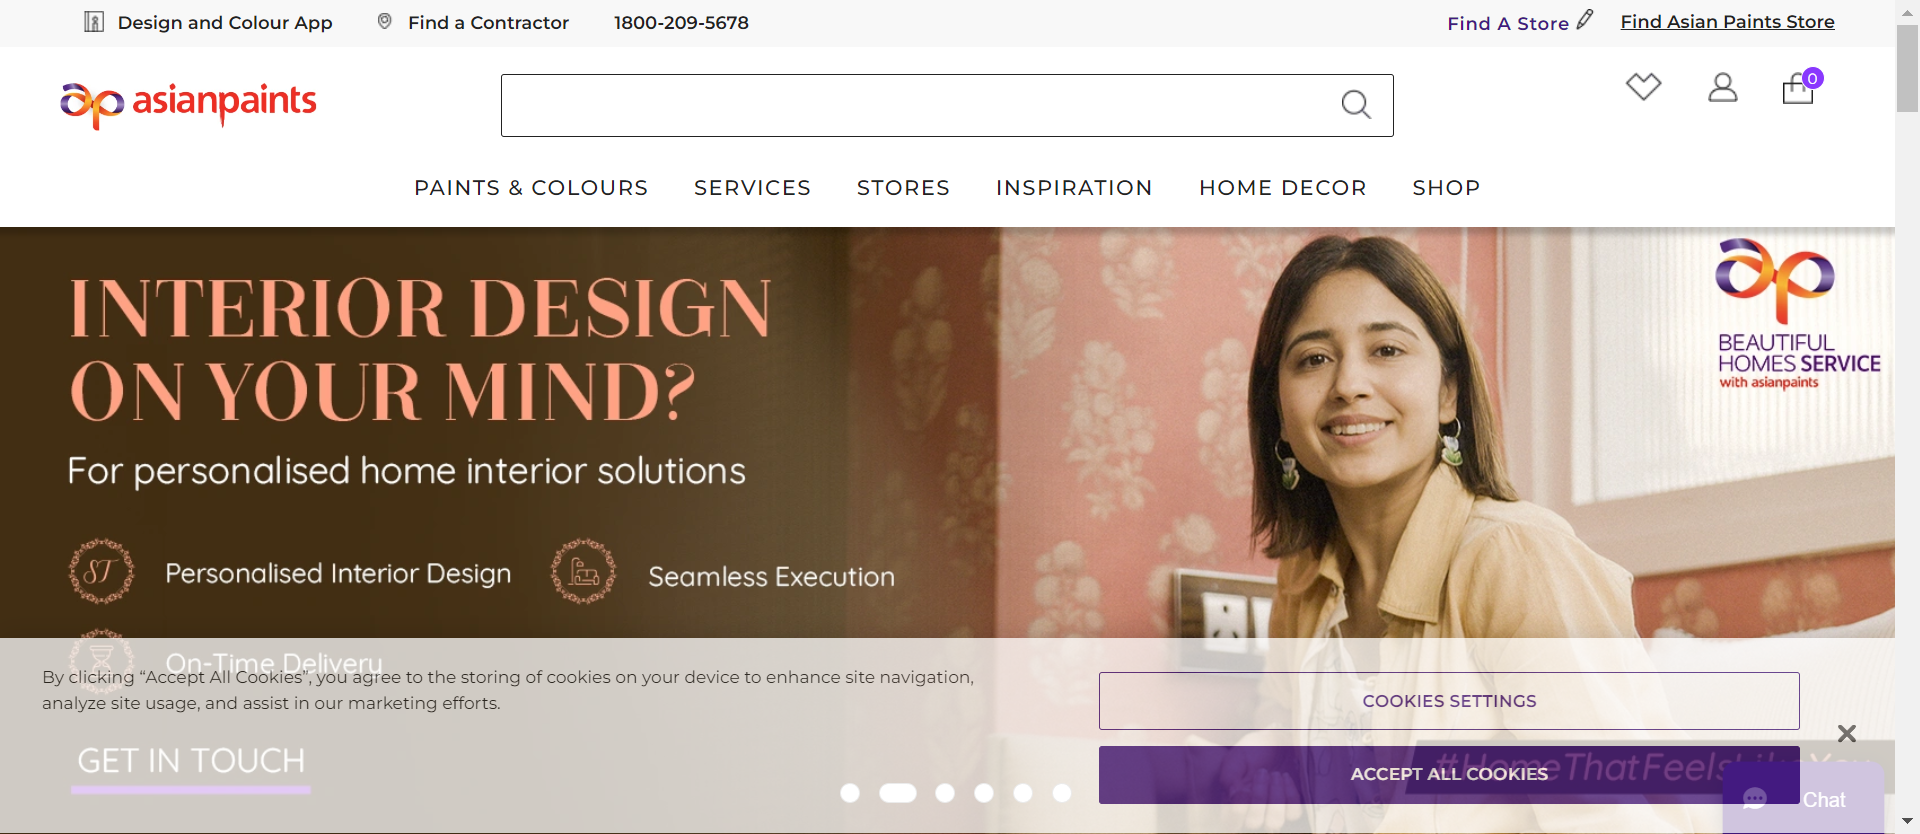 Design and Colour App
Find a Contractor
1800-209-5678
Find A Store
Find Asian Paints Store
ap asianpaints
0
PAINTS & COLOURS
SERVICES
STORES
INSPIRATION
HOME DECOR
SHOP
INTERIOR DESIGN
ON YOUR MIND?
For personalised home interior solutions
ap
BEAUTIFUL
HOMES SERVICE
with asianpaints
ST
Personalised Interior Design
Seamless Execution
On-Time Delivery
By clicking “Accept All Cookies”, you agree to the storing of cookies on your device to enhance site navigation,
analyze site usage, and assist in our marketing efforts.
COOKIES SETTINGS
GET IN TOUCH
ACCEPT ALL COOKIES
#HomeThatFeelsLikeYou
Chat